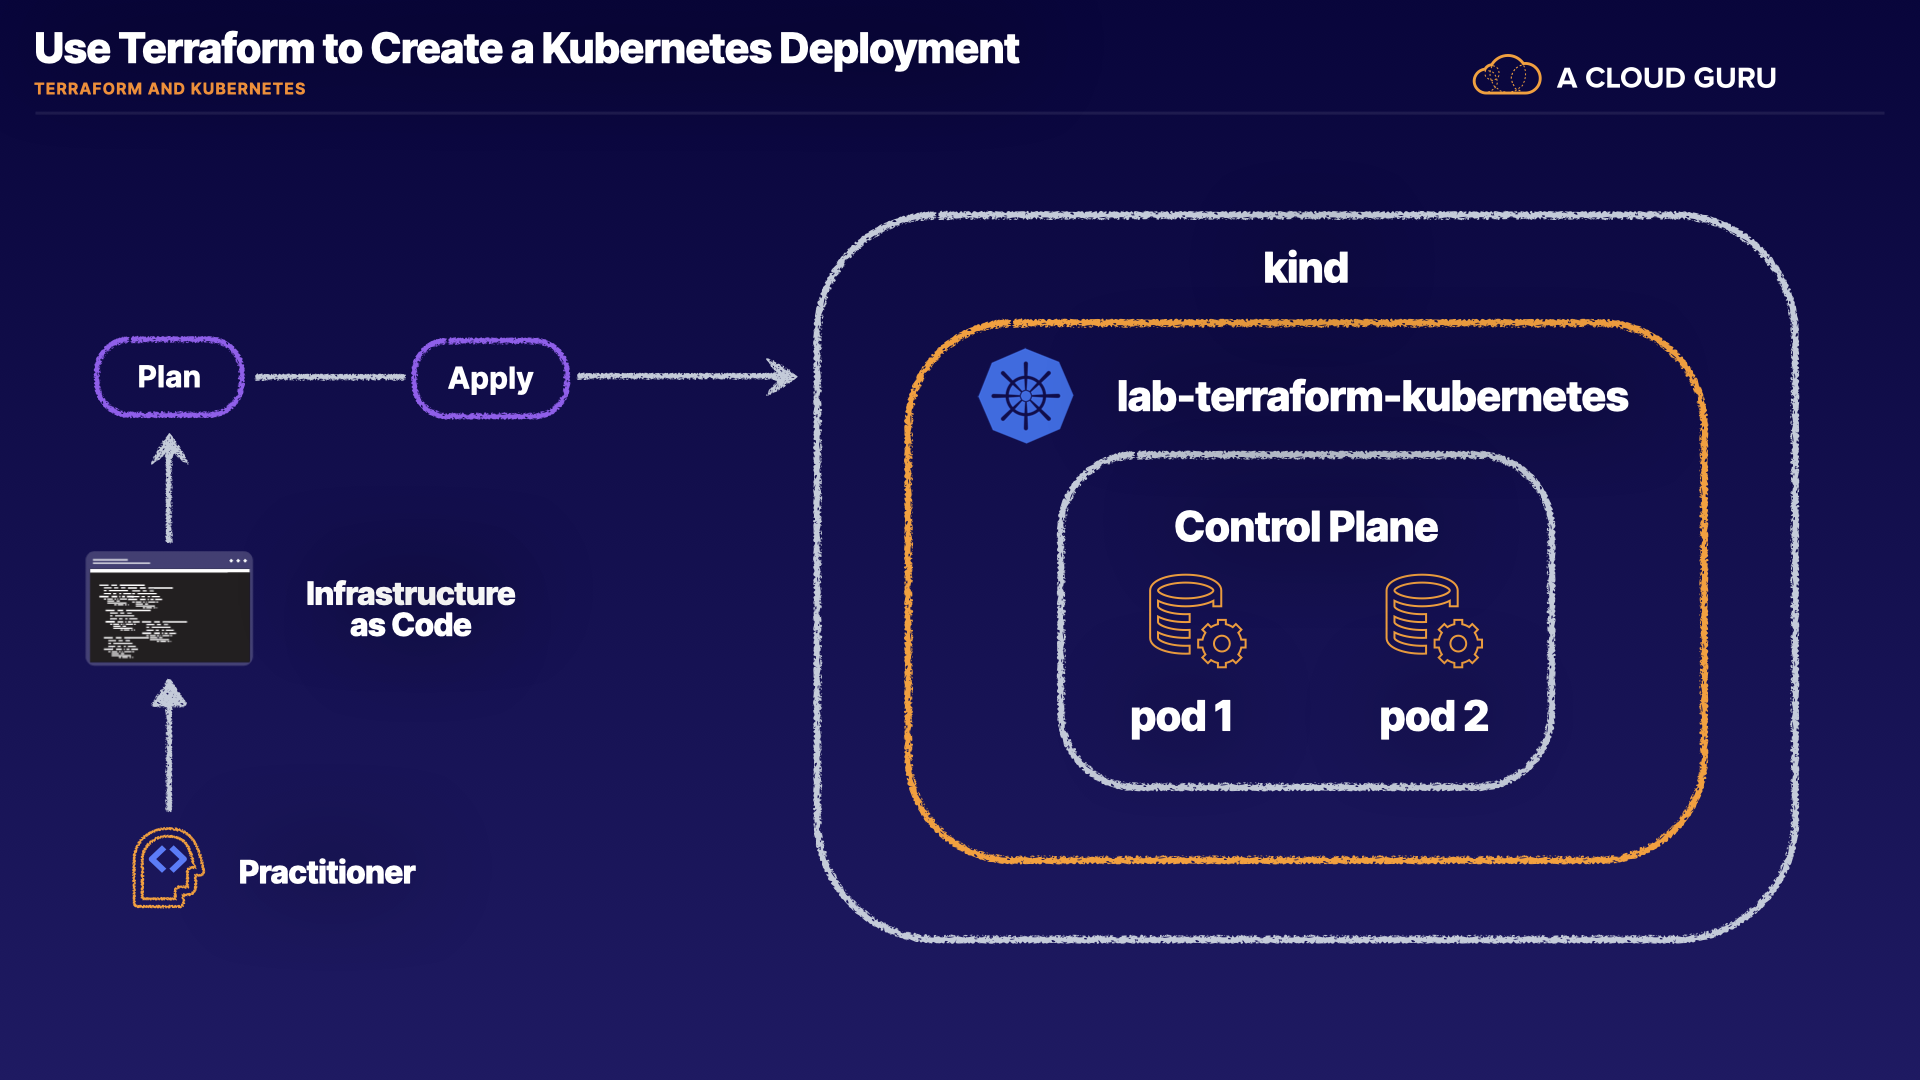 Use Terraform to Create a Kubernetes Deployment
TERRAFORM AND KUBERNETES
A CLOUD GURU
kind
Plan
Apply
lab-terraform-kubernetes
Control Plane
Infrastructure
as Code
pod 1
pod 2
Practitioner